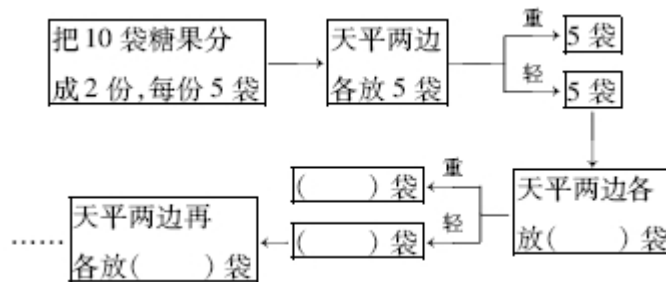 把10袋糖果分
成2份,每份5袋
天平两边
各放5袋
重
5袋
轻
5袋
天平两边各
放(　　)袋
重
(　　)袋
轻
(　　)袋
天平两边再
各放(　　)袋
……